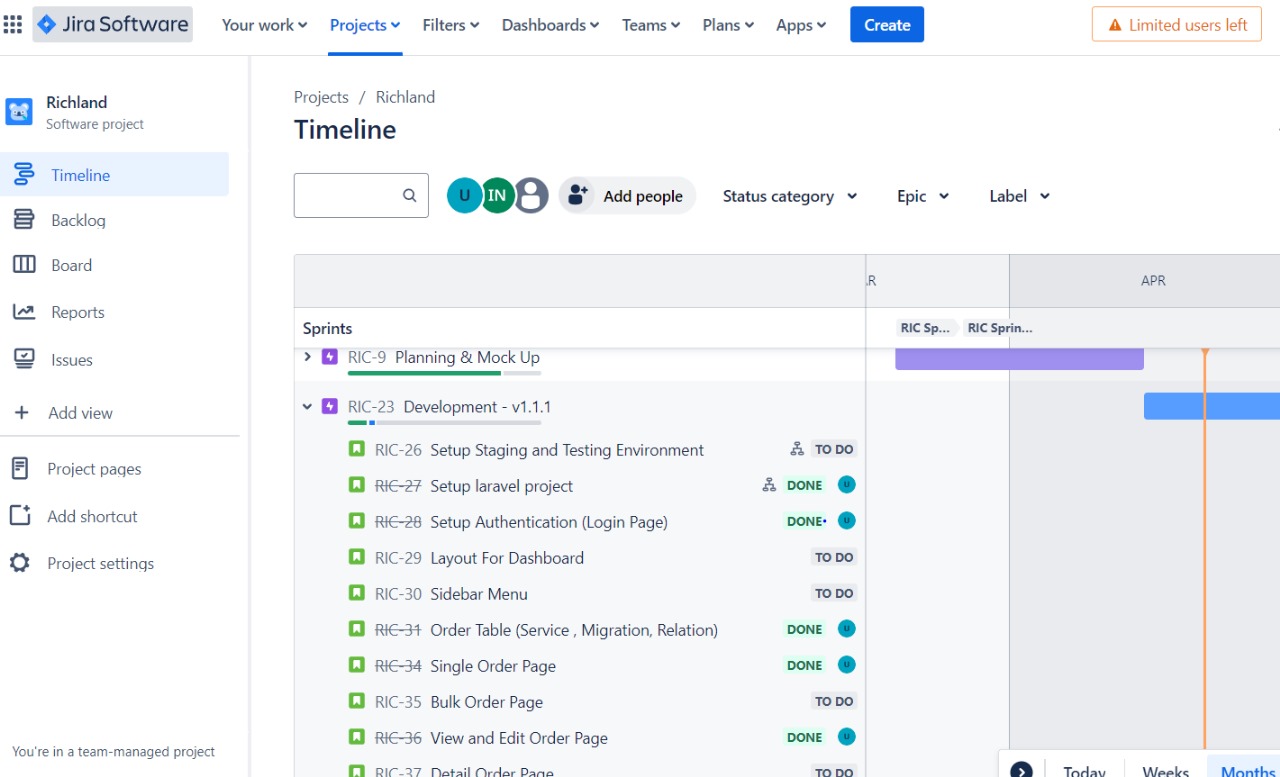 Jira Software Your work Projects Filters Dashboards Teams Plans Apps Create Limited users left
Richland
Software project
Timeline
Backlog
Board
Reports
Issues
Add view
Project pages
Add shortcut
Project settings
You're in a team-managed project
Projects / Richland
Timeline
U IN Add people Status category Epic Label
APR
Sprints RIC Sp... RIC Sprin...
RIC-9 Planning & Mock Up
RIC-23 Development - v1.1.1
RIC-26 Setup Staging and Testing Environment TO DO
RIC-27 Setup laravel project DONE U
RIC-28 Setup Authentication (Login Page) DONE U
RIC-29 Layout For Dashboard TO DO
RIC-30 Sidebar Menu TO DO
RIC-31 Order Table (Service , Migration, Relation) DONE U
RIC-34 Single Order Page DONE U
RIC-35 Bulk Order Page TO DO
RIC-36 View and Edit Order Page DONE U
RIC-37 Detail Order Page TO DO
Today Weeks Months